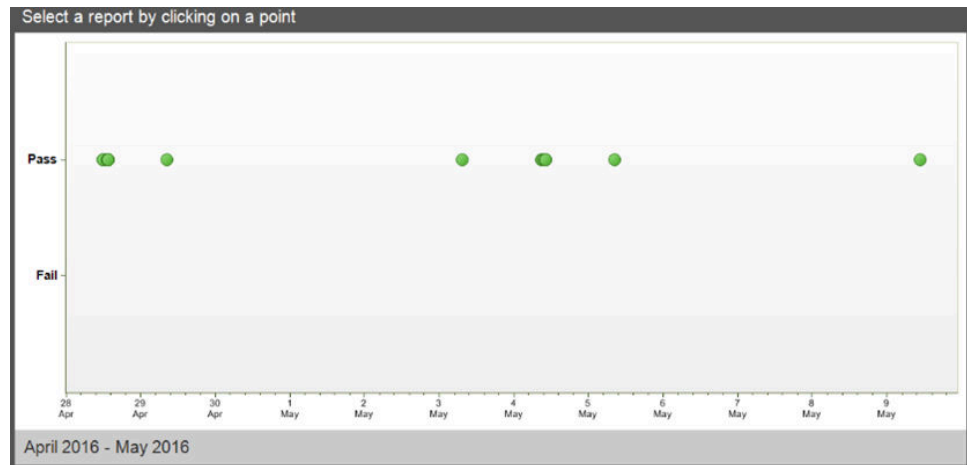 Select a report by clicking on a point
Pass
Fail
28 29 30 1 2 3 4 5 6 7 8 9
Apr Apr Apr May May May May May May May May May
April 2016 - May 2016